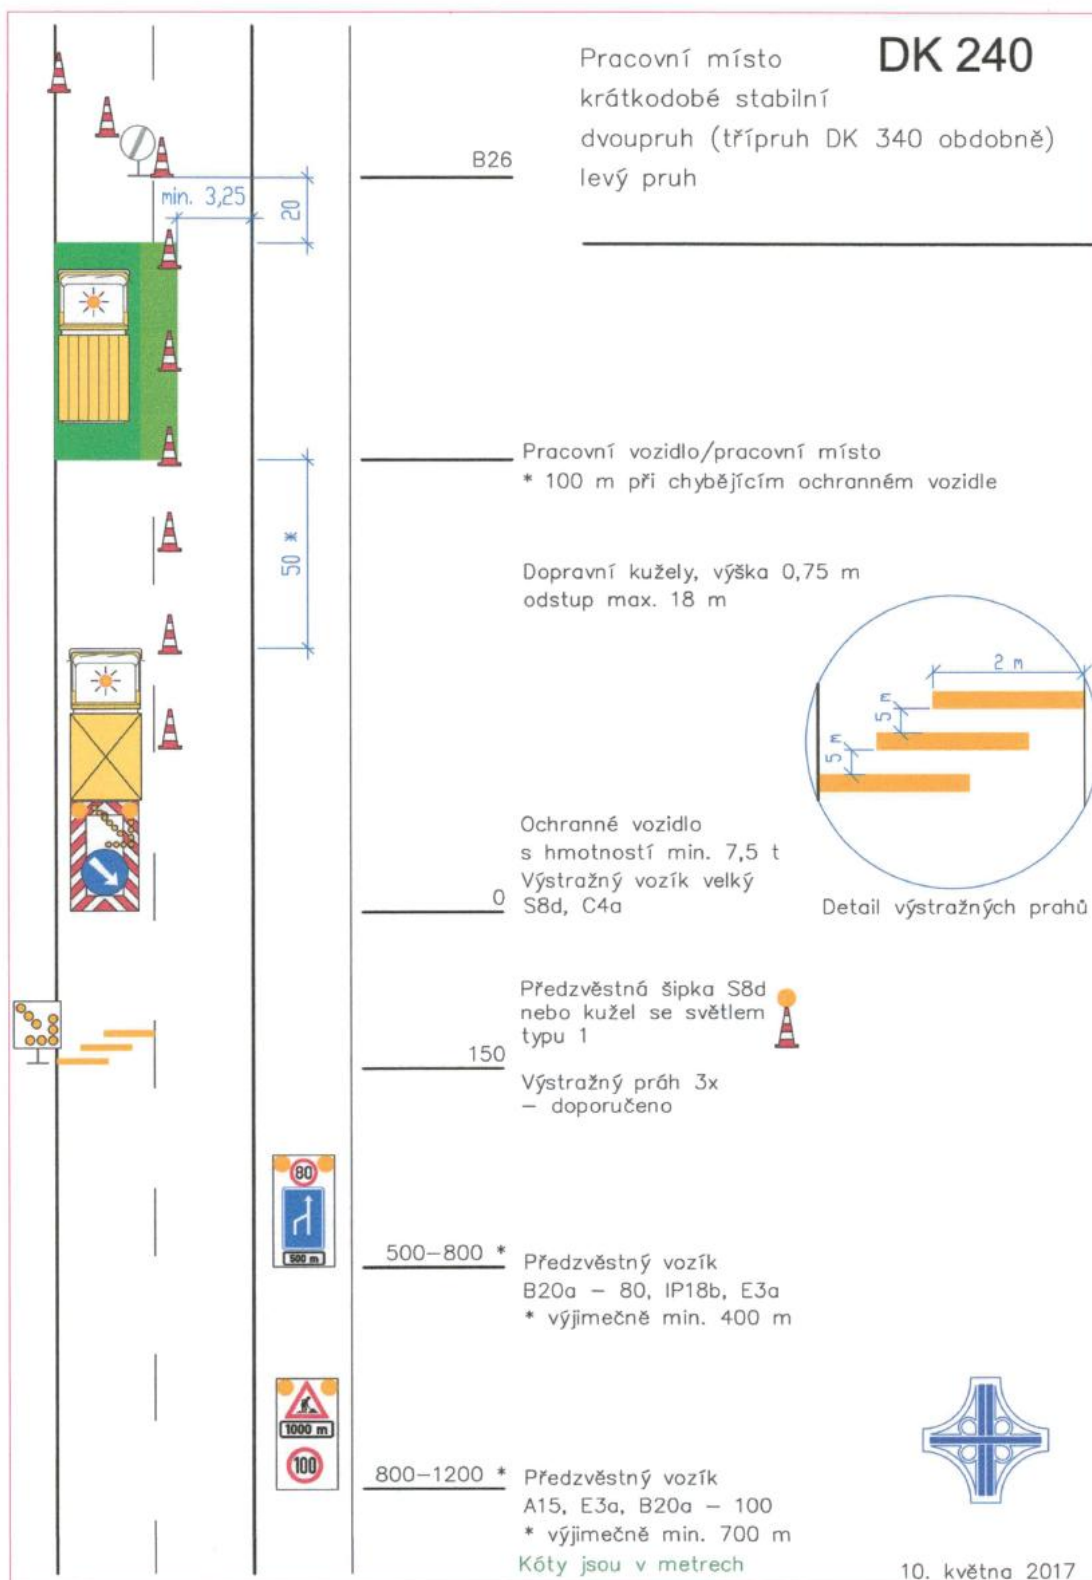 Pracovní místo DK 240
krátkodobé stabilní
dvoupruh (třípruh DK 340 obdobně)
levý pruh
B26
min. 3,25
20
Pracovní vozidlo/pracovní místo
* 100 m při chybějícím ochranném vozidle
50 *
Dopravní kužely, výška 0,75 m
odstup max. 18 m
2 m
5 m
5 m
Detail výstražných prahů
Ochranné vozidlo
s hmotností min. 7,5 t
Výstražný vozík velký
0 S8d, C4a
Předzvěstná šipka S8d
nebo kužel se světlem
typu 1
150
Výstražný práh 3x
– doporučeno
80
500 m
500–800 * Předzvěstný vozík
B20a – 80, IP18b, E3a
* výjimečně min. 400 m
1000 m
100
800–1200 * Předzvěstný vozík
A15, E3a, B20a – 100
* výjimečně min. 700 m
Kóty jsou v metrech
10. května 2017